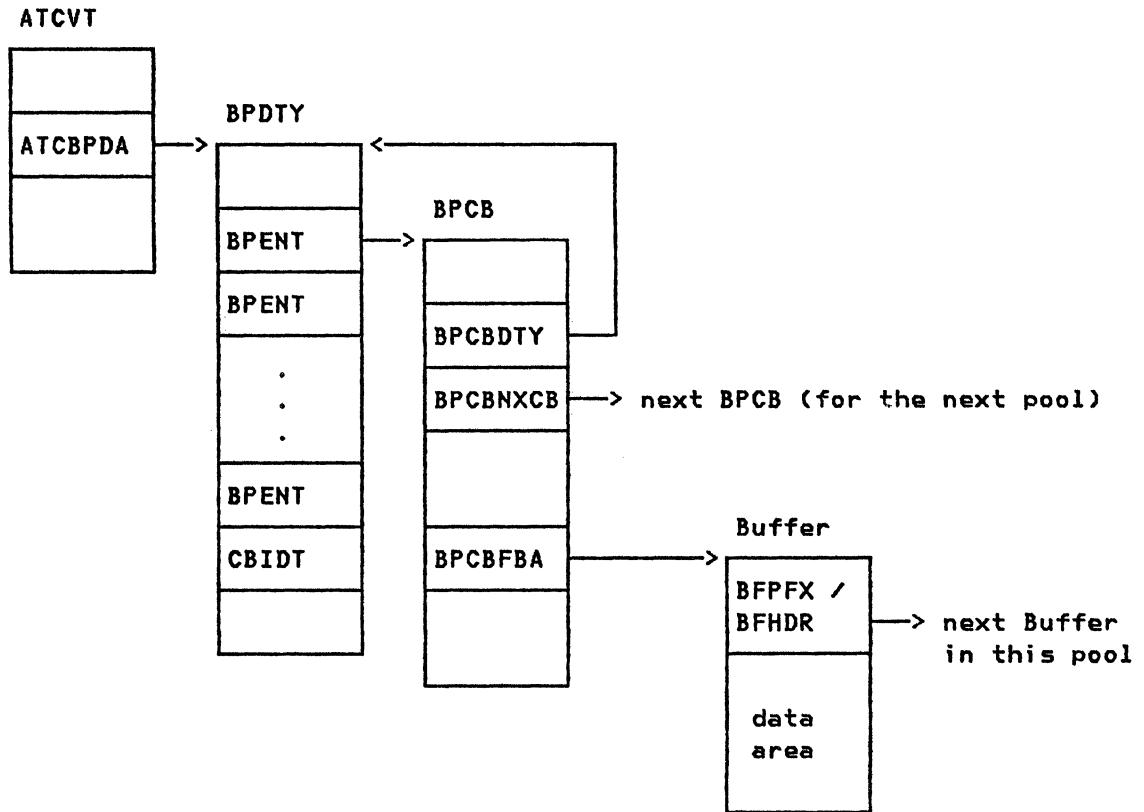 ATCVT
BPDTY
ATCBPDA
BPCB
BPENT
BPENT
BPCBDTY
.
.
.
BPCBNXCB
next BPCB (for the next pool)
BPENT
Buffer
CBIDT
BPCBFBA
BFPFX /
BFHDR
next Buffer
in this pool
data
area